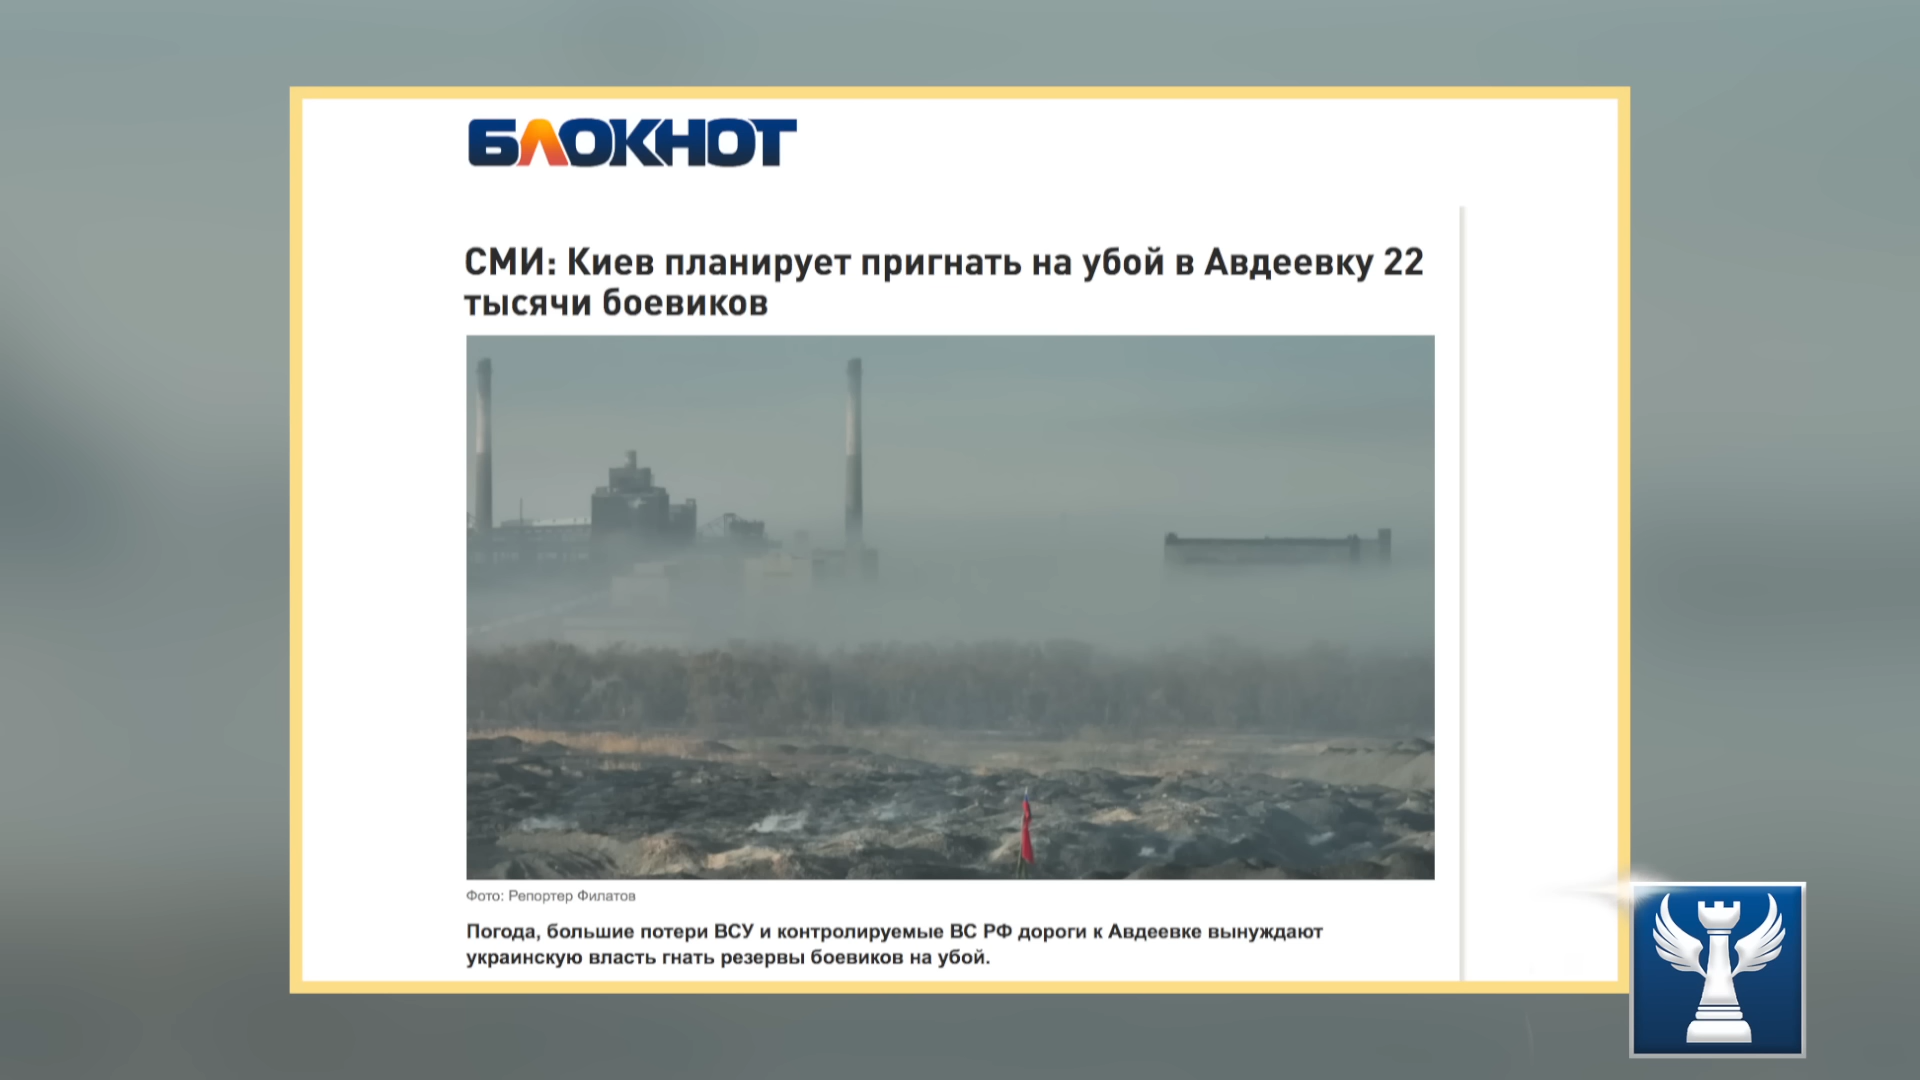 БЛОКНОТ
СМИ: Киев планирует пригнать на убой в Авдеевку 22
тысячи боевиков
Фото: Репортер Филатов
Погода, большие потери ВСУ и контролируемые ВС РФ дороги к Авдеевке вынуждают
украинскую власть гнать резервы боевиков на убой.